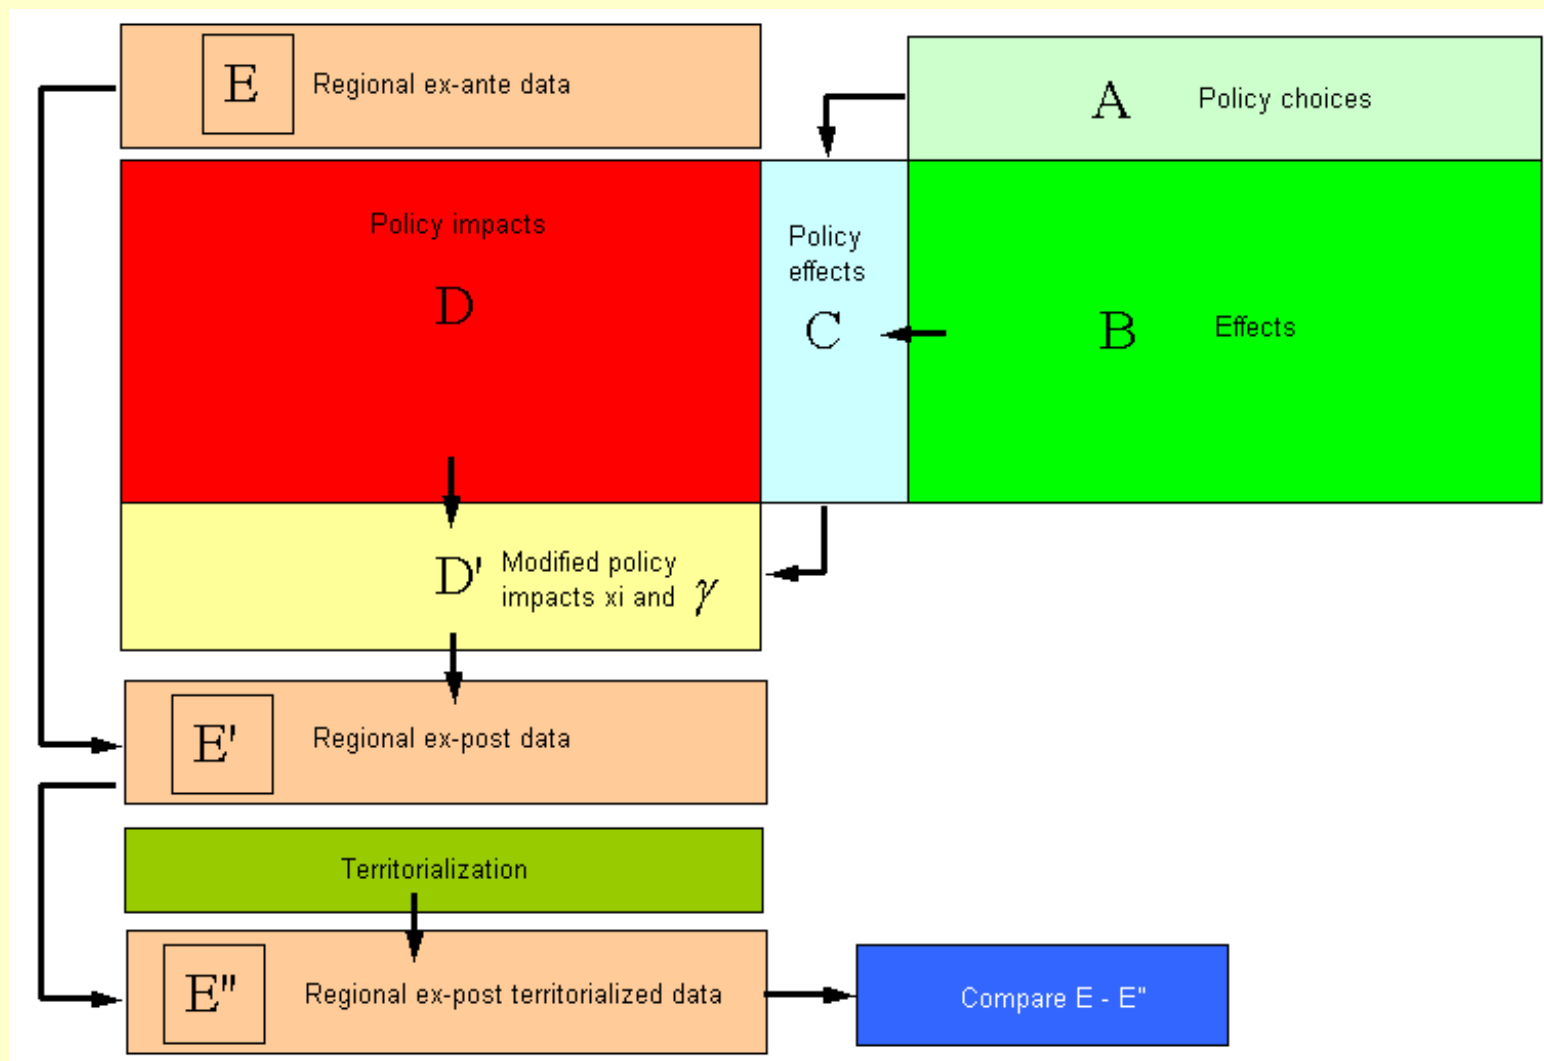 E Regional ex-ante data
A Policy choices
Policy impacts
D
Policy
effects
C
B Effects
D' Modified policy
impacts xi and γ
E' Regional ex-post data
Territorialization
E" Regional ex-post territorialized data
Compare E - E"